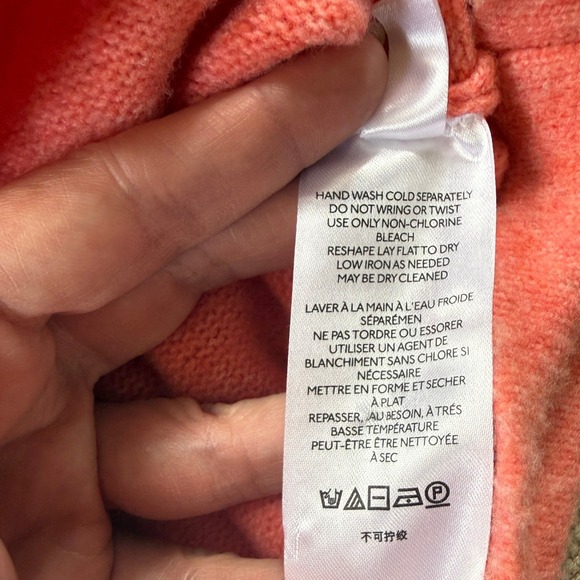 HAND WASH COLD SEPARATELY
DO NOT WRING OR TWIST
USE ONLY NON-CHLORINE
BLEACH
RESHAPE LAY FLAT TO DRY
LOW IRON AS NEEDED
MAY BE DRY CLEANED
LAVER À LA MAIN À L'EAU FROIDE
SÉPARÉMEN
NE PAS TORDRE OU ESSORER
UTILISER UN AGENT DE
BLANCHIMENT SANS CHLORE SI
NÉCESSAIRE
METTRE EN FORME ET SECHER
À PLAT
REPASSER, AU BESOIN, À TRÉS
BASSE TEMPÉRATURE
PEUT-ÊTRE ÊTRE NETTOYÉE
À SEC
P
不可拧绞